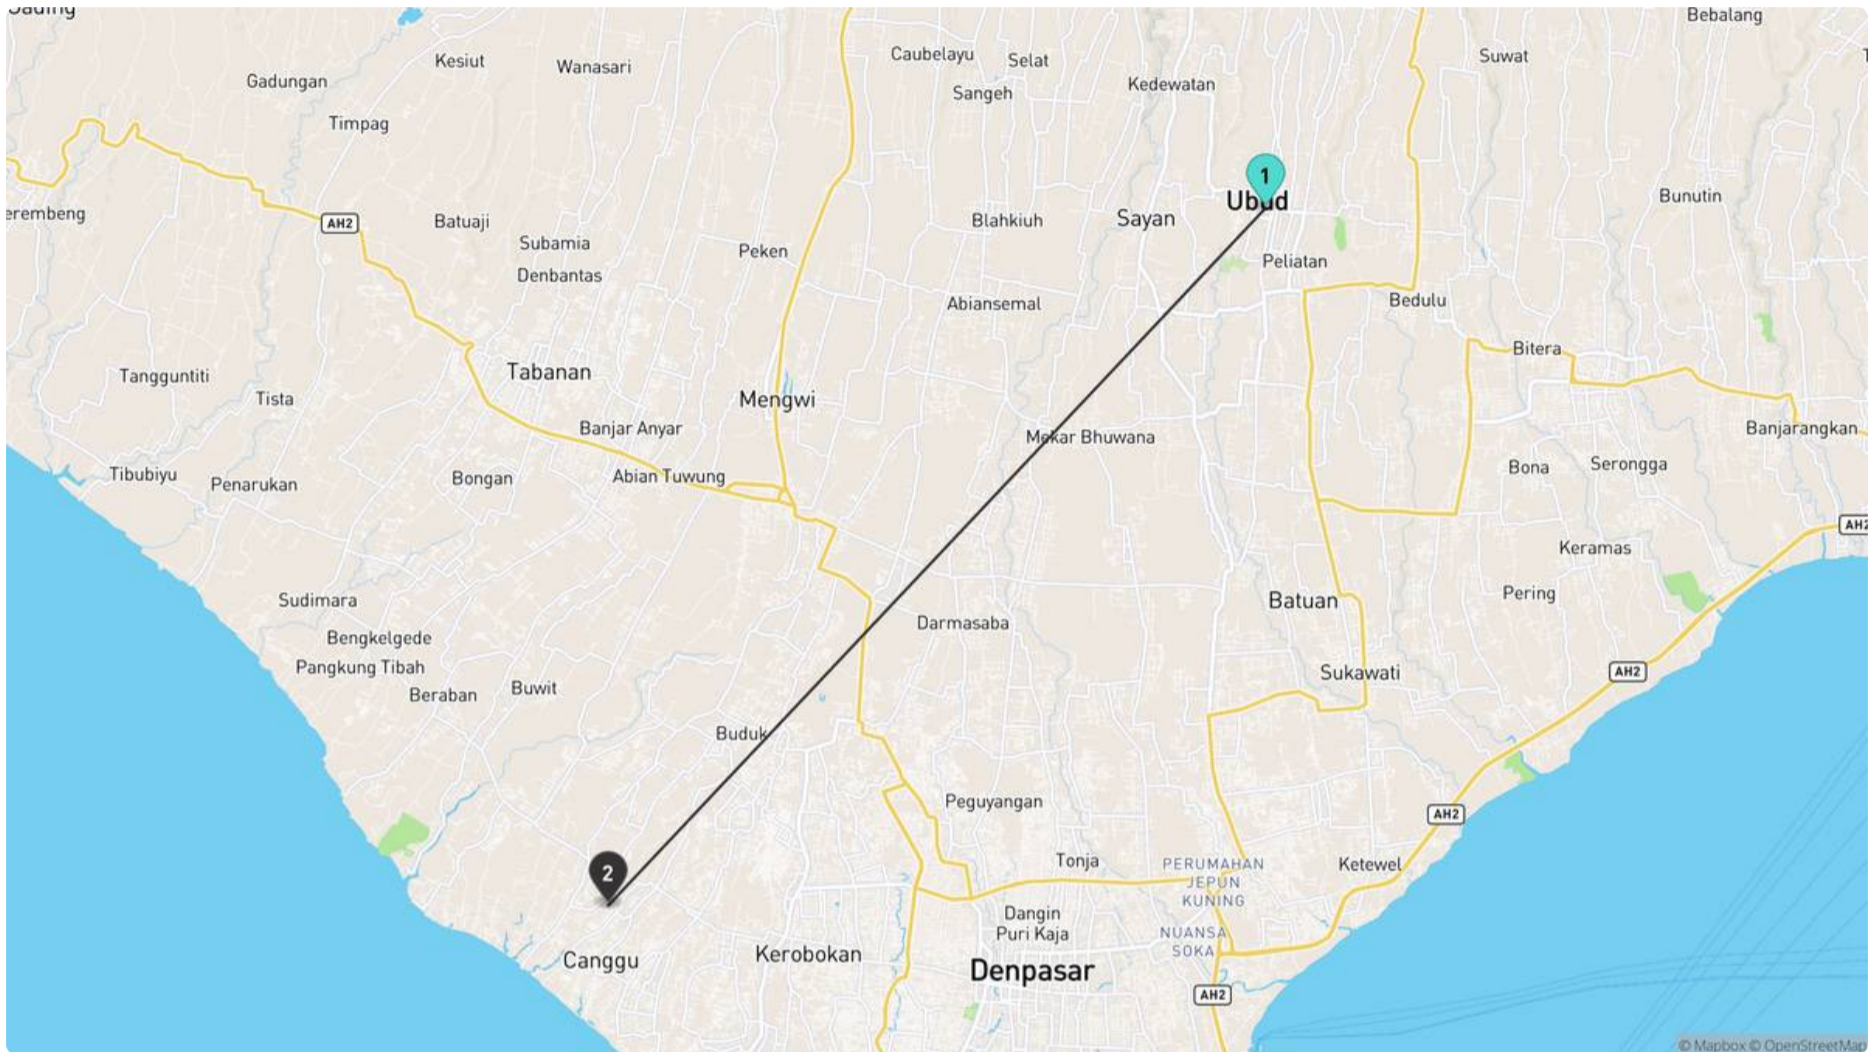 Bebalang
Caubelayu
Selat
Suwat
Kesiut
Wanasari
Gadungan
Kedewatan
Sangeh
Timpag
1
Ubud
Bunutin
erembeng
AH2
Batuaji
Blahkiuh
Sayan
Subamia
Peken
Peliatan
Denbantas
Abiansemal
Bedulu
Bitera
Tangguntiti
Tabanan
Tista
Mengwi
Banjar Anyar
Mekar Bhuwana
Banjarangkan
Tibubiyu
Penarukan
Bongan
Abian Tuwung
Bona
Serongga
AH2
Keramas
Sudimara
Batuan
Pering
Darmasaba
Bengkelgede
Pangkung Tibah
Beraban
Buwit
Sukawati
AH2
Buduk
Peguyangan
AH2
2
Tonja
PERUMAHAN
JEPUN
KUNING
Ketewel
Dangin
Puri Kaja
NUANSA
SOKA
Canggu
Kerobokan
Denpasar
AH2
© Mapbox © OpenStreetMap